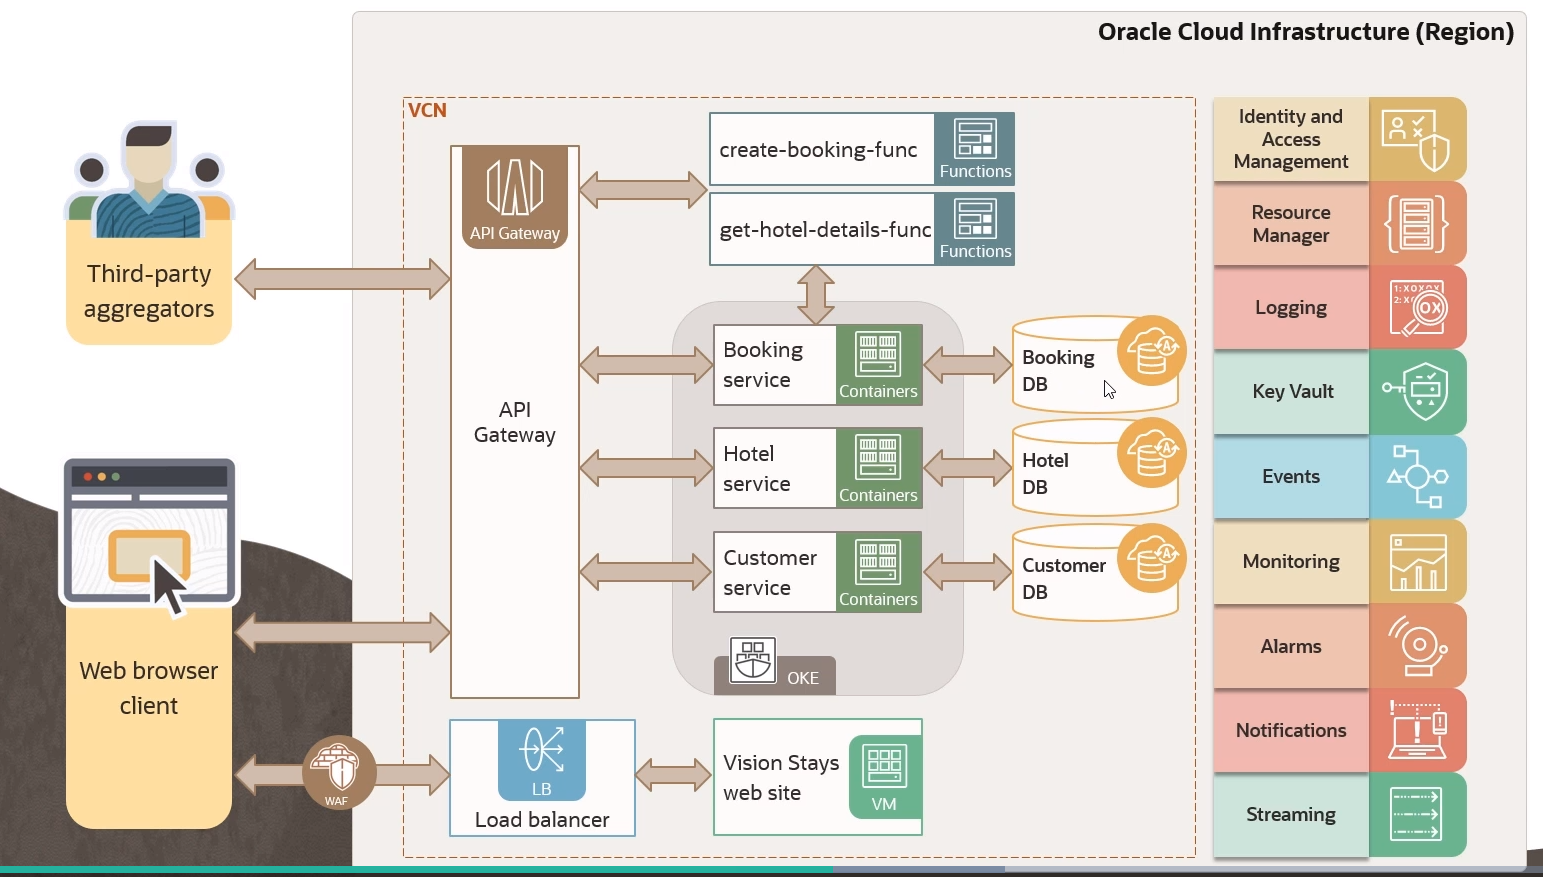 Oracle Cloud Infrastructure (Region)
VCN
Third-party
aggregators
Web browser
client
WAF
API Gateway
API
Gateway
create-booking-func
Functions
get-hotel-details-func
Functions
Booking
service
Containers
Booking
DB
A
Hotel
service
Containers
Hotel
DB
A
Customer
service
Containers
Customer
DB
A
OKE
LB
Load balancer
Vision Stays
web site
VM
Identity and
Access
Management
Resource
Manager
Logging
1: XOXOX
2: X
OX
Key Vault
Events
Monitoring
Alarms
Notifications
Streaming